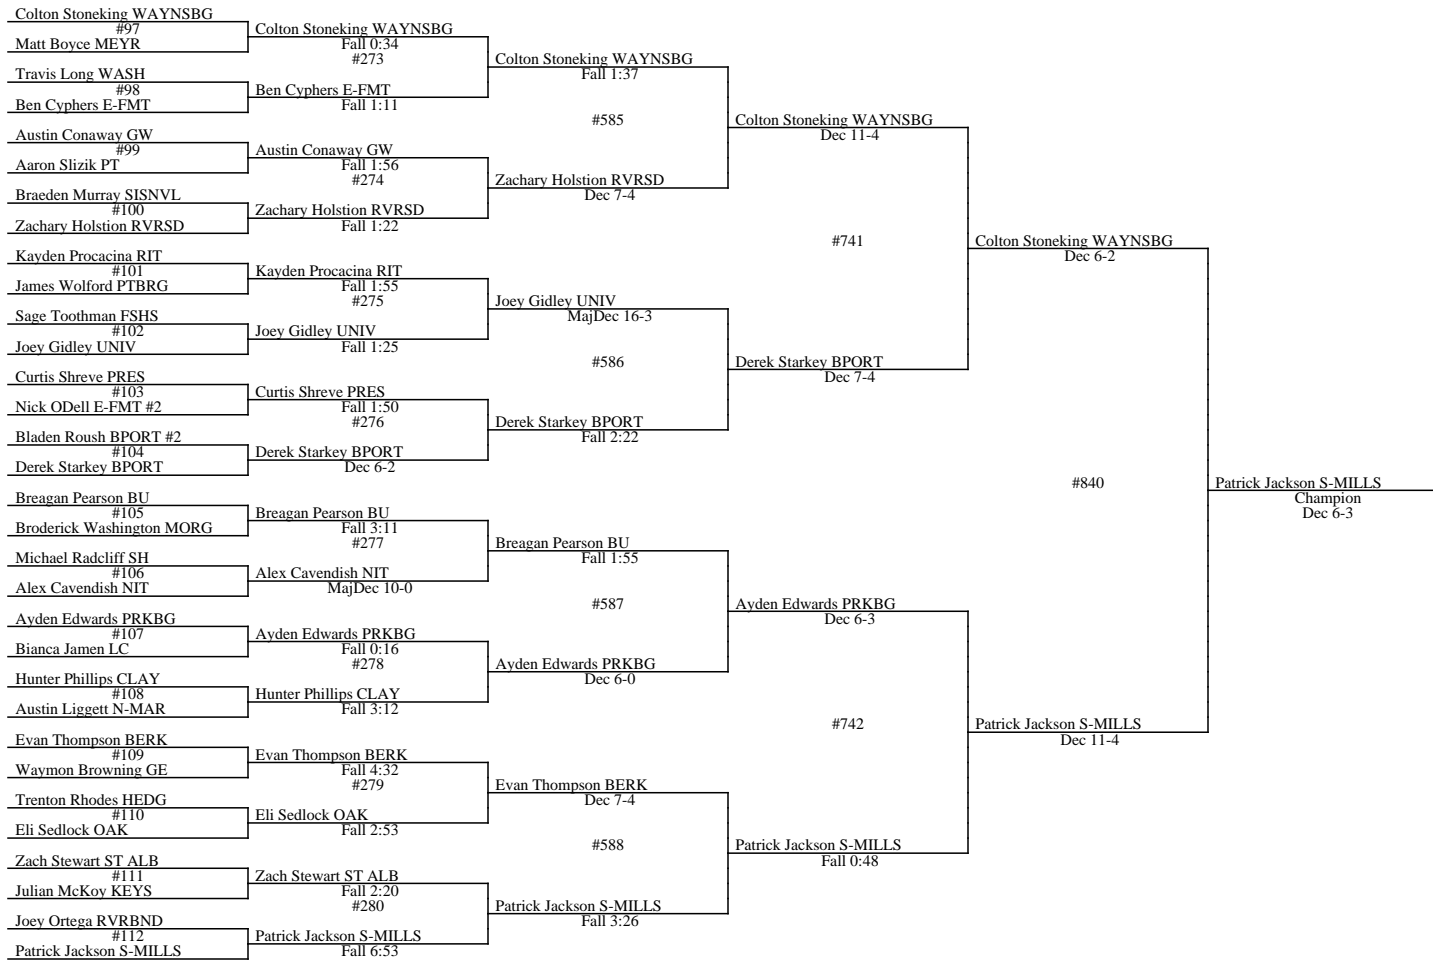 Colton Stoneking WAYNSBG
#97
Matt Boyce MEYR
Travis Long WASH
#98
Ben Cyphers E-FMT
Austin Conaway GW
#99
Aaron Slizik PT
Braeden Murray SISNVL
#100
Zachary Holstion RVRSD
Kayden Procacina RIT
#101
James Wolford PTBRG
Sage Toothman FSHS
#102
Joey Gidley UNIV
Curtis Shreve PRES
#103
Nick ODell E-FMT #2
Bladen Roush BPORT #2
#104
Derek Starkey BPORT
Breagan Pearson BU
#105
Broderick Washington MORG
Michael Radcliff SH
#106
Alex Cavendish NIT
Ayden Edwards PRKBG
#107
Bianca Jamen LC
Hunter Phillips CLAY
#108
Austin Liggett N-MAR
Evan Thompson BERK
#109
Waymon Browning GE
Trenton Rhodes HEDG
#110
Eli Sedlock OAK
Zach Stewart ST ALB
#111
Julian McKoy KEYS
Joey Ortega RVRBND
#112
Patrick Jackson S-MILLS
Colton Stoneking WAYNSBG
Fall 0:34
#273
Ben Cyphers E-FMT
Fall 1:11
Austin Conaway GW
Fall 1:56
#274
Zachary Holstion RVRSD
Fall 1:22
Kayden Procacina RIT
Fall 1:55
#275
Joey Gidley UNIV
Fall 1:25
Curtis Shreve PRES
Fall 1:50
#276
Derek Starkey BPORT
Dec 6-2
Breagan Pearson BU
Fall 3:11
#277
Alex Cavendish NIT
MajDec 10-0
Ayden Edwards PRKBG
Fall 0:16
#278
Hunter Phillips CLAY
Fall 3:12
Evan Thompson BERK
Fall 4:32
#279
Eli Sedlock OAK
Fall 2:53
Zach Stewart ST ALB
Fall 2:20
#280
Patrick Jackson S-MILLS
Fall 6:53
Colton Stoneking WAYNSBG
Fall 1:37
#585
Zachary Holstion RVRSD
Dec 7-4
Joey Gidley UNIV
MajDec 16-3
#586
Derek Starkey BPORT
Fall 2:22
Breagan Pearson BU
Fall 1:55
#587
Ayden Edwards PRKBG
Dec 6-0
Evan Thompson BERK
Dec 7-4
#588
Patrick Jackson S-MILLS
Fall 3:26
Colton Stoneking WAYNSBG
Dec 11-4
#741
Derek Starkey BPORT
Dec 7-4
Ayden Edwards PRKBG
Dec 6-3
#742
Patrick Jackson S-MILLS
Fall 0:48
Colton Stoneking WAYNSBG
Dec 6-2
#840
Patrick Jackson S-MILLS
Dec 11-4
Patrick Jackson S-MILLS
Champion
Dec 6-3